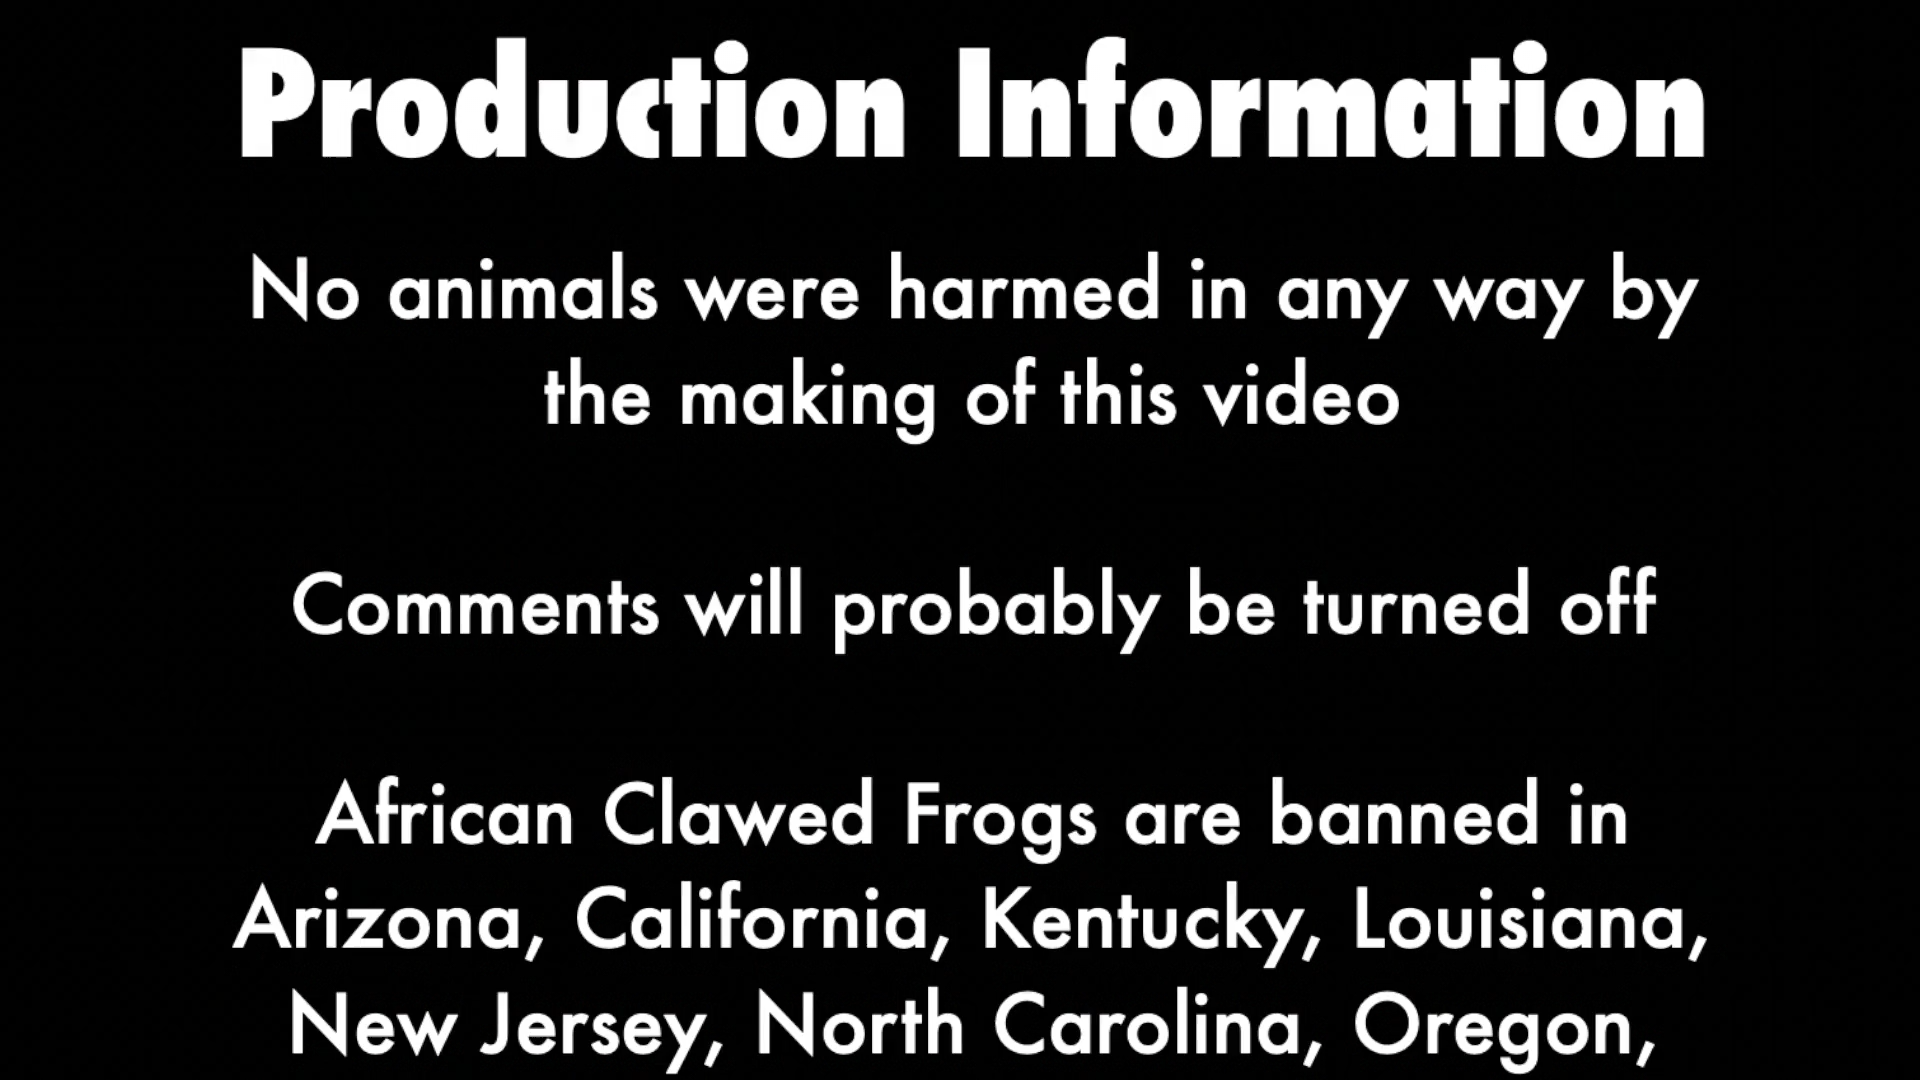 Production Information
No animals were harmed in any way by
the making of this video
Comments will probably be turned off
African Clawed Frogs are banned in
Arizona, California, Kentucky, Louisiana,
New Jersey, North Carolina, Oregon,